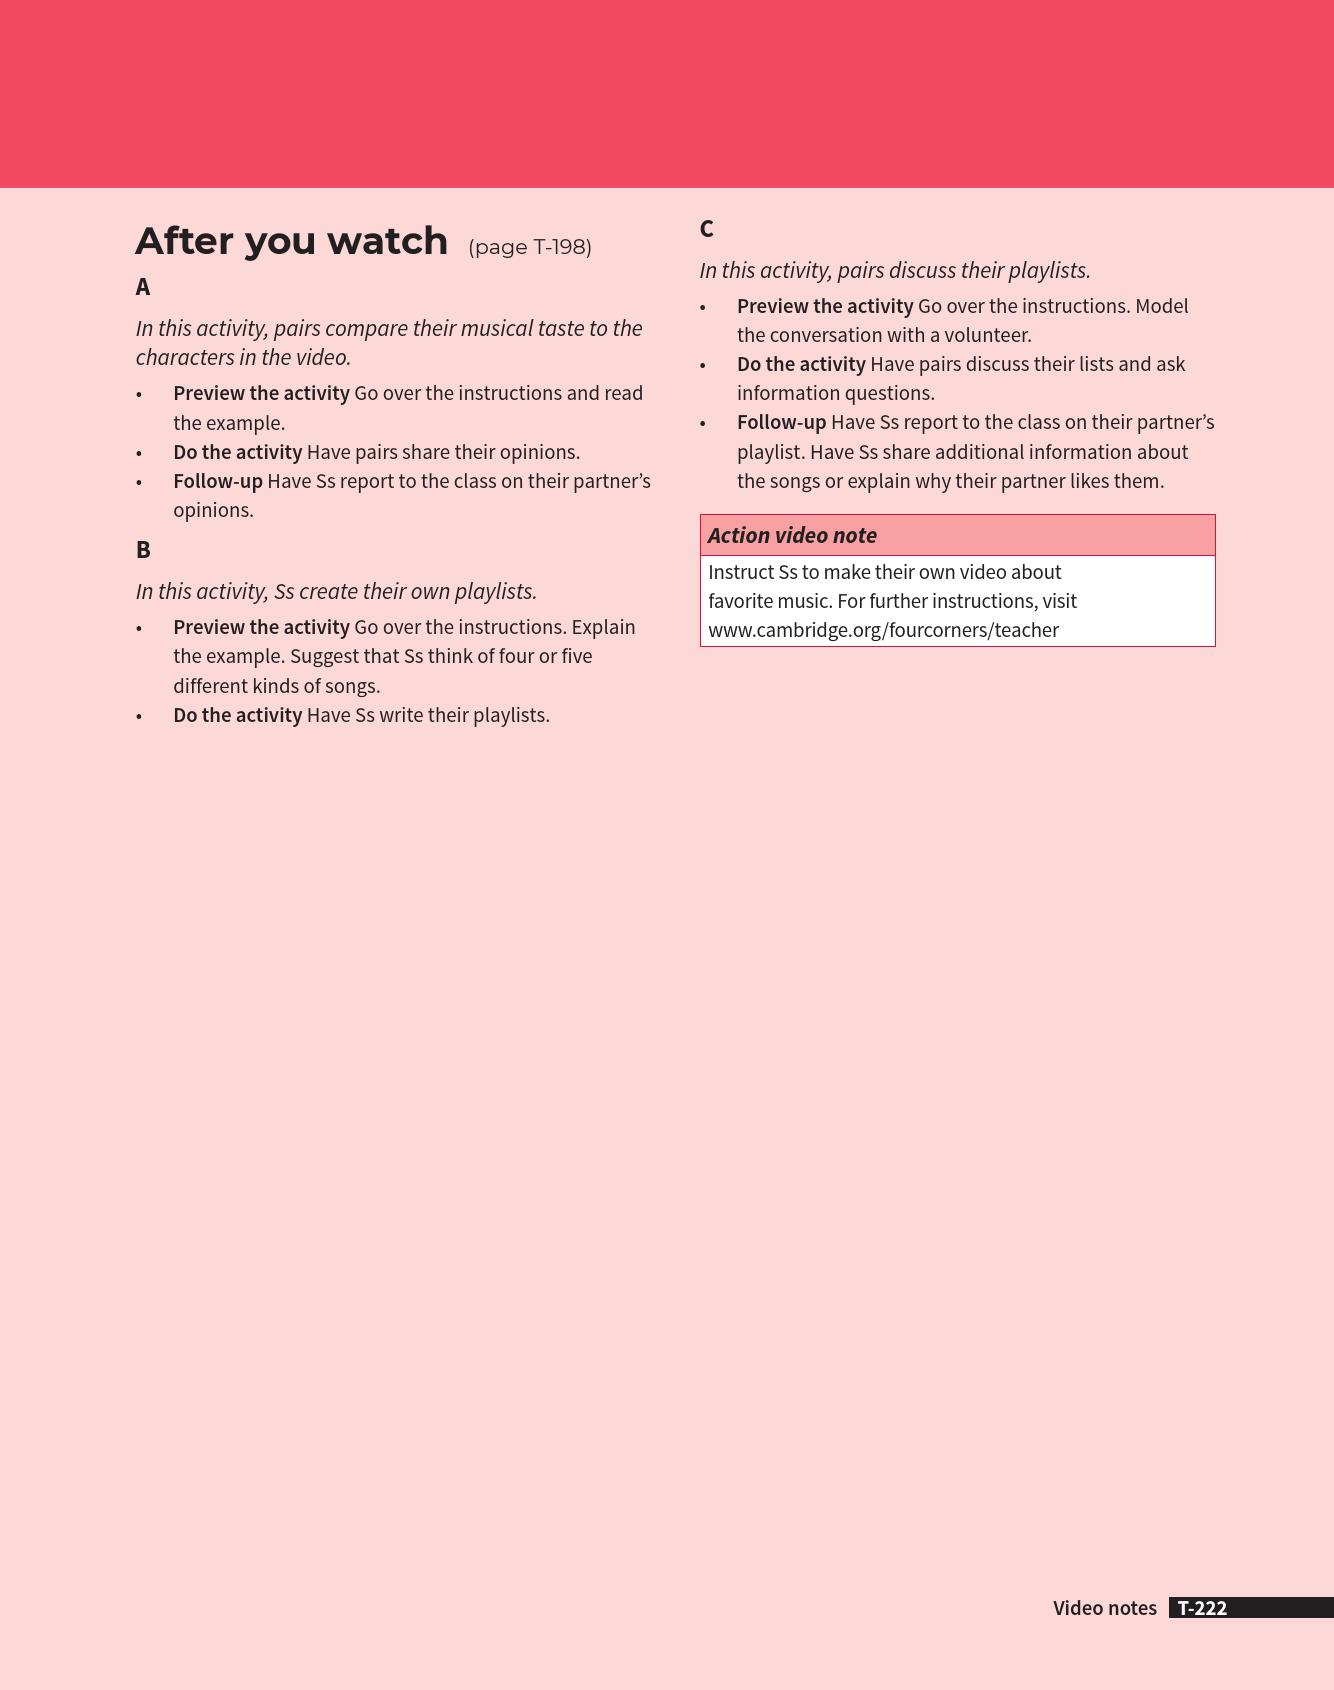 After you watch (page T-198)
A
In this activity, pairs compare their musical taste to the
characters in the video.
• Preview the activity Go over the instructions and read
the example.
• Do the activity Have pairs share their opinions.
• Follow-up Have Ss report to the class on their partner’s
opinions.
B
In this activity, Ss create their own playlists.
• Preview the activity Go over the instructions. Explain
the example. Suggest that Ss think of four or five
different kinds of songs.
• Do the activity Have Ss write their playlists.
C
In this activity, pairs discuss their playlists.
• Preview the activity Go over the instructions. Model
the conversation with a volunteer.
• Do the activity Have pairs discuss their lists and ask
information questions.
• Follow-up Have Ss report to the class on their partner’s
playlist. Have Ss share additional information about
the songs or explain why their partner likes them.
Action video note
Instruct Ss to make their own video about
favorite music. For further instructions, visit
www.cambridge.org/fourcorners/teacher
Video notes T-222